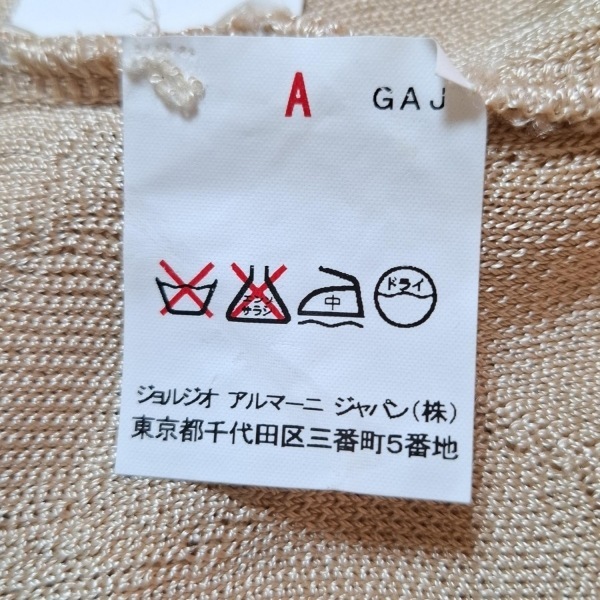 A GAJ
エンソ サラシ 中 ドライ
ジョルジオ アルマーニ ジャパン(株)
東京都千代田区三番町5番地